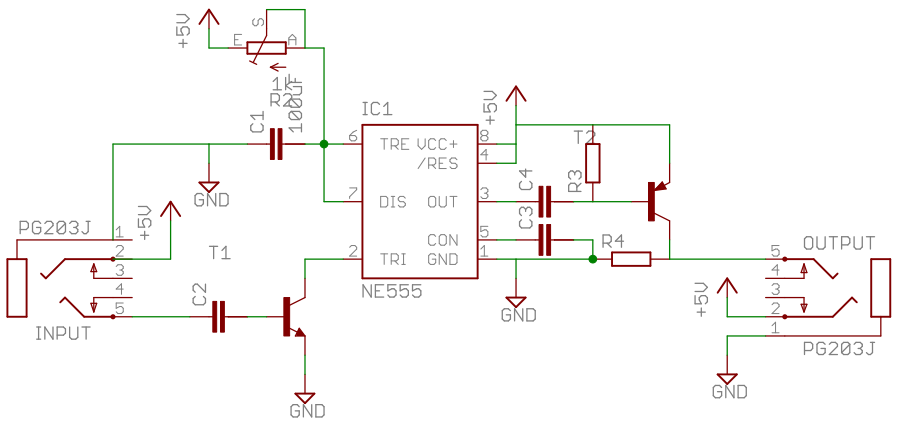 +5V
E
S
A
1K
R2
100uF
C1
IC1
+5V
T2
6 TRE VCC+ 8
/RES 4
GND
C4
R3
7 DIS OUT 3
PG203J
+5V
C3
1
2
3
4
5
T1
CON 5
R4
2 TRI GND 1
NE555
5 OUTPUT
4
3
2
1
+5V
C2
INPUT
GND
PG203J
GND
GND